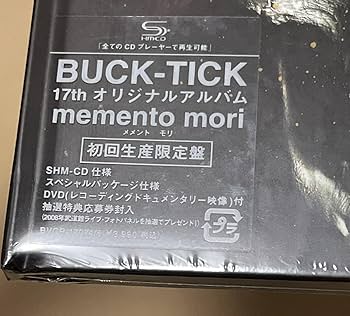 SHM-CD
「全てのCDプレーヤーで再生可能」
BUCK-TICK
17th オリジナルアルバム
memento mori
メメント モリ
初回生産限定盤
SHM-CD 仕様
スペシャルパッケージ仕様
DVD(レコーディングドキュメンタリー映像)付
抽選特典応募券封入
(2008年武道館ライヴ・フォトパネルを抽選でプレゼント!)
プラ